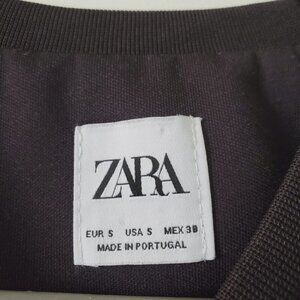 ZARA
EUR S USA S MEX 38
MADE IN PORTUGAL